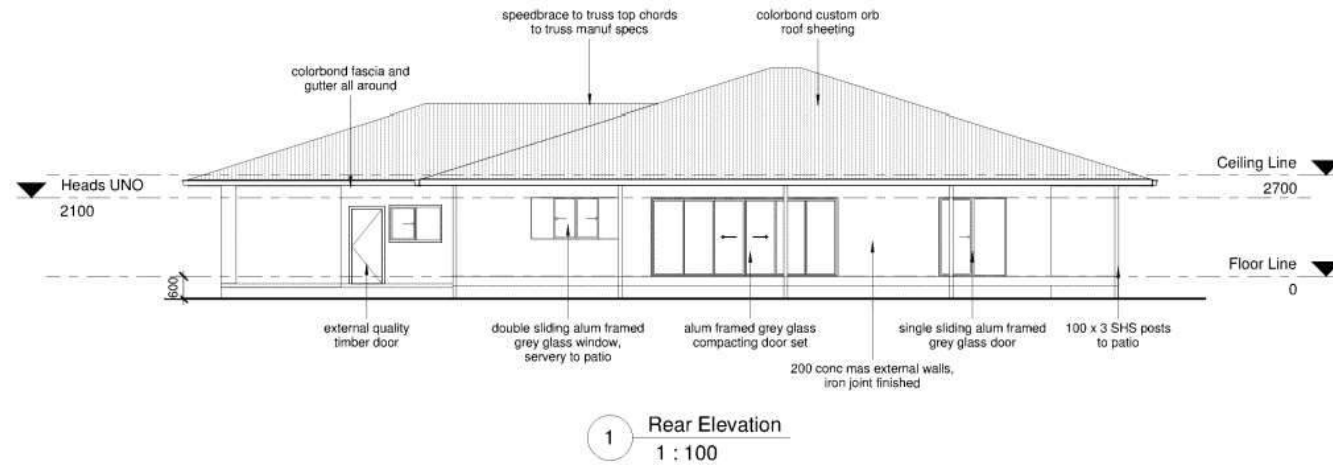 speedbrace to truss top chords
to truss manuf specs
colorbond custom orb
roof sheeting
colorbond fascia and
gutter all around
Heads UNO
2100
Ceiling Line
2700
Floor Line
0
600
external quality
timber door
double sliding alum framed
grey glass window,
servery to patio
alum framed grey glass
compacting door set
200 conc mas external walls,
iron joint finished
single sliding alum framed
grey glass door
100 x 3 SHS posts
to patio
1
Rear Elevation
1 : 100